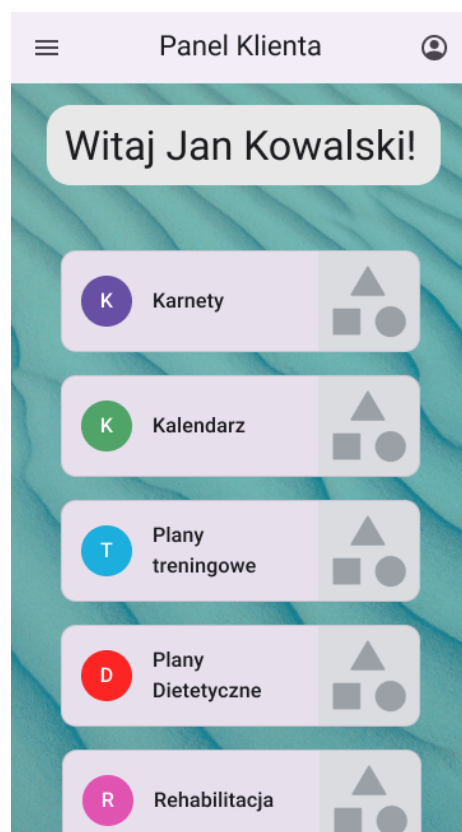 Panel Klienta
Witaj Jan Kowalski!
K Karnety
K Kalendarz
T Plany
treningowe
D Plany
Dietetyczne
R Rehabilitacja